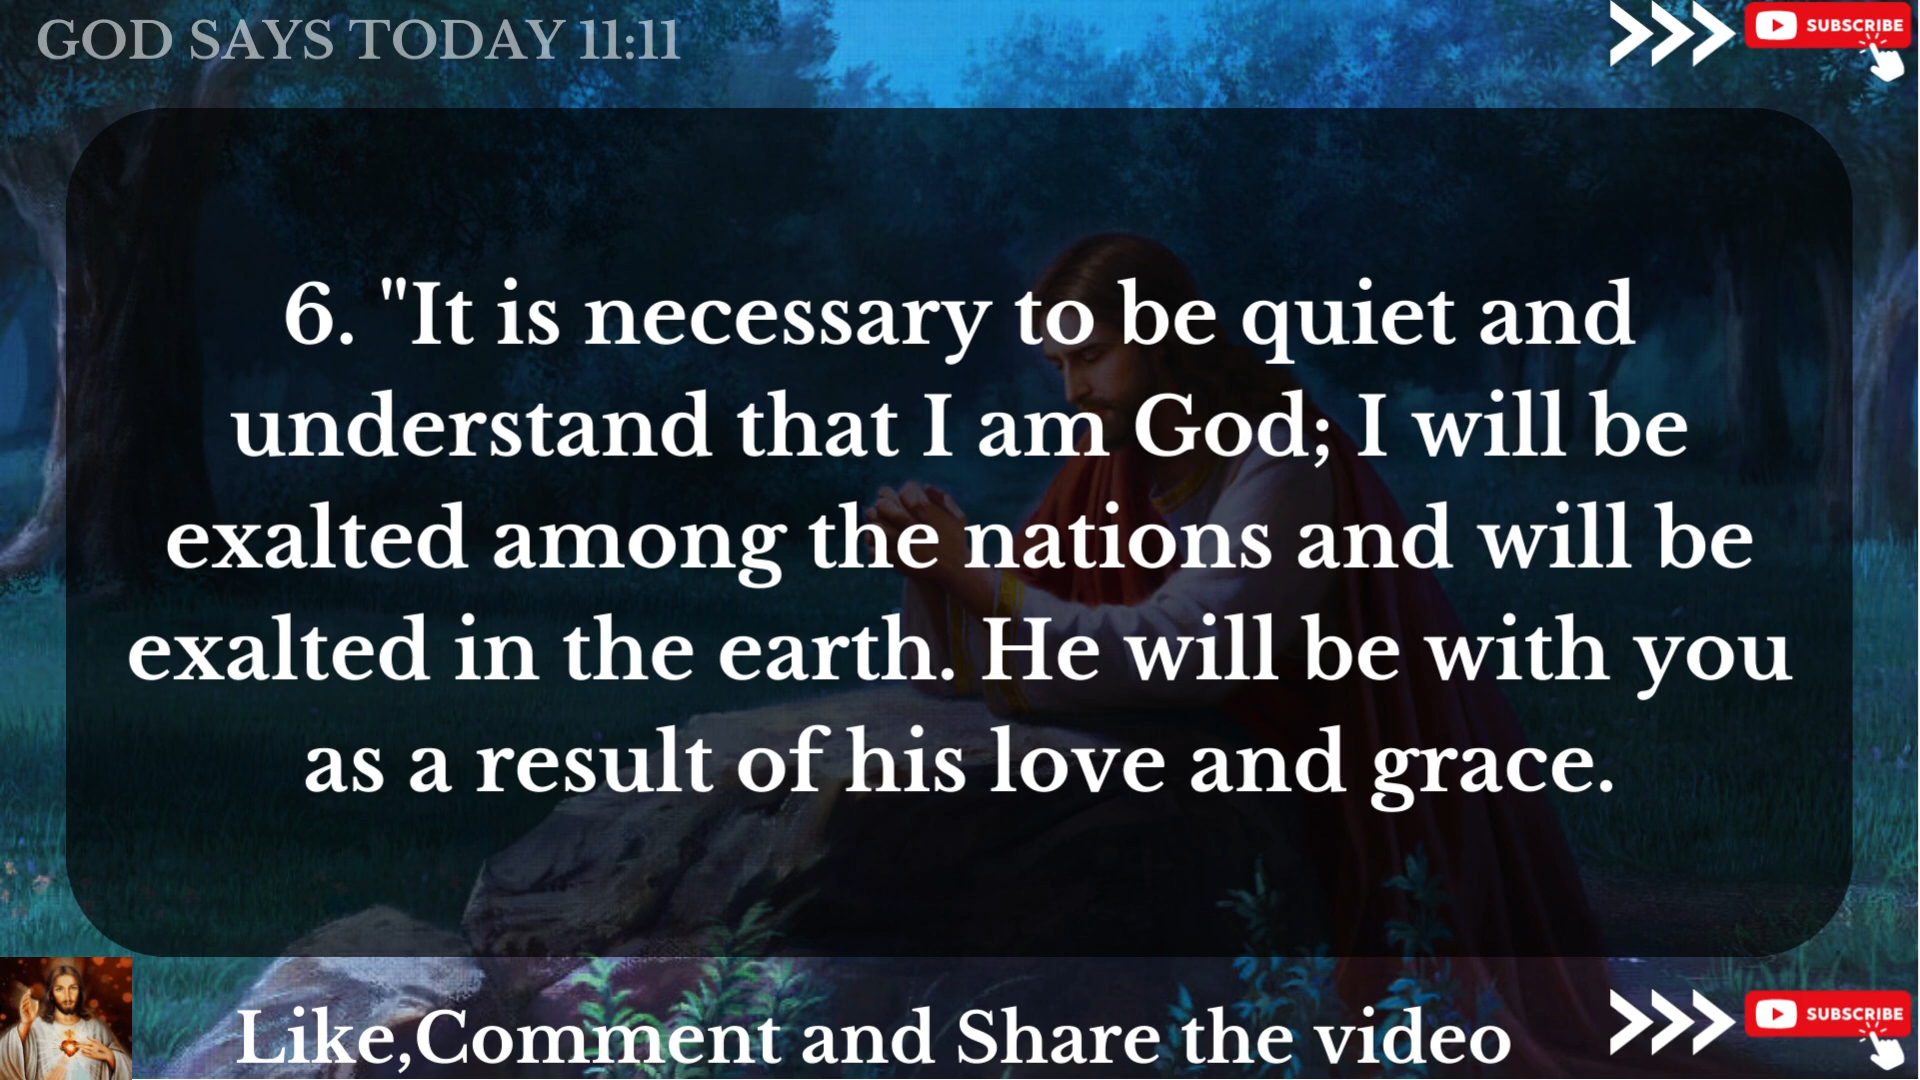 GOD SAYS TODAY 11:11
SUBSCRIBE
6. "It is necessary to be quiet and
understand that I am God; I will be
exalted among the nations and will be
exalted in the earth. He will be with you
as a result of his love and grace.
Like,Comment and Share the video
SUBSCRIBE